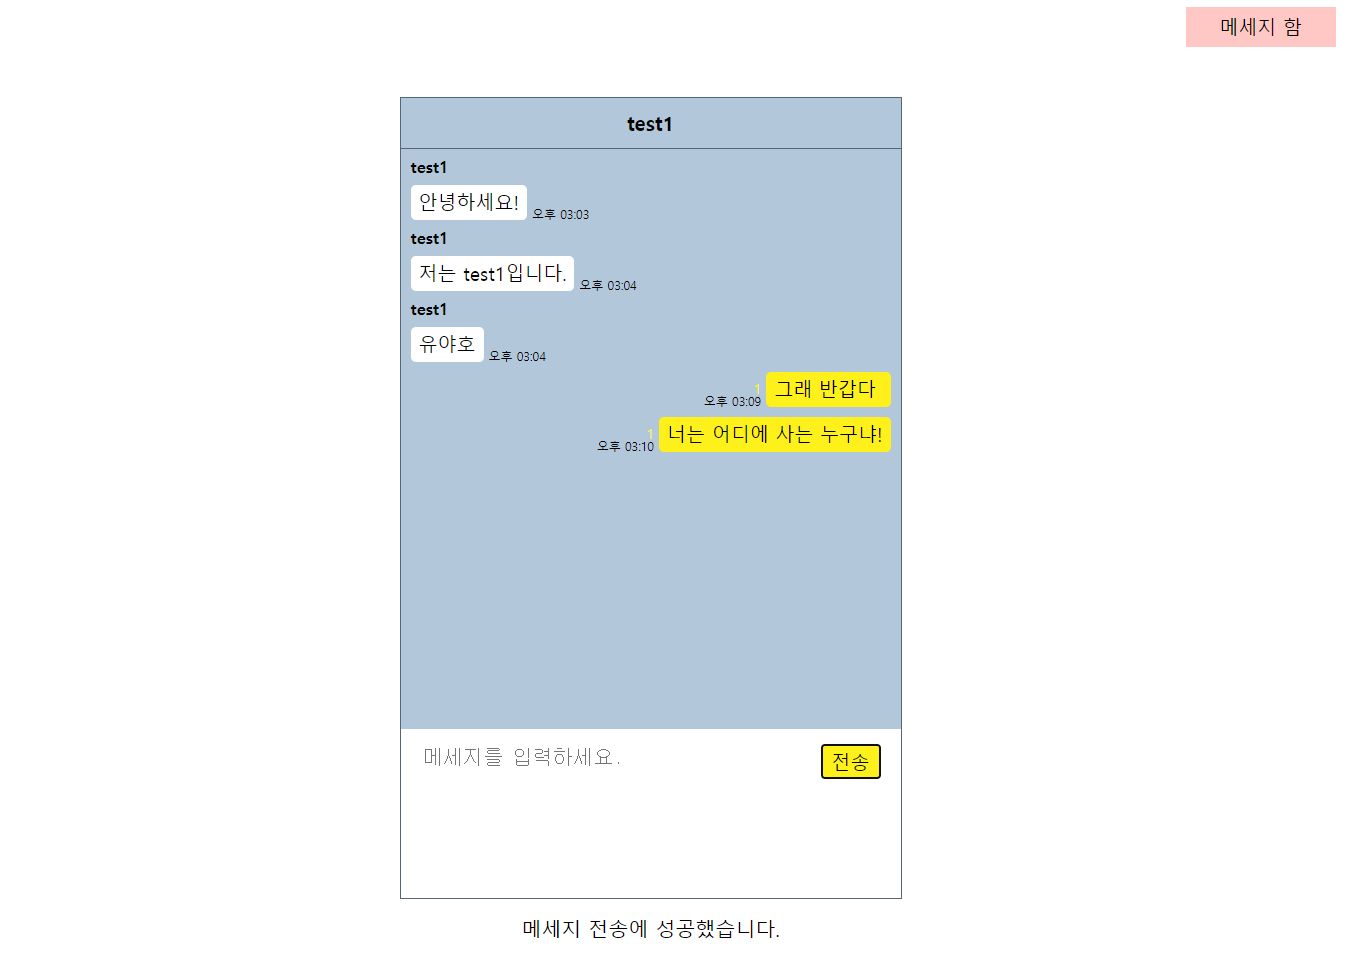 메세지 함
test1
test1
안녕하세요!
오후 03:03
test1
저는 test1입니다.
오후 03:04
test1
유야호
오후 03:04
1
오후 03:09
그래 반갑다
1
오후 03:10
너는 어디에 사는 누구냐!
메세지를 입력하세요.
전송
메세지 전송에 성공했습니다.